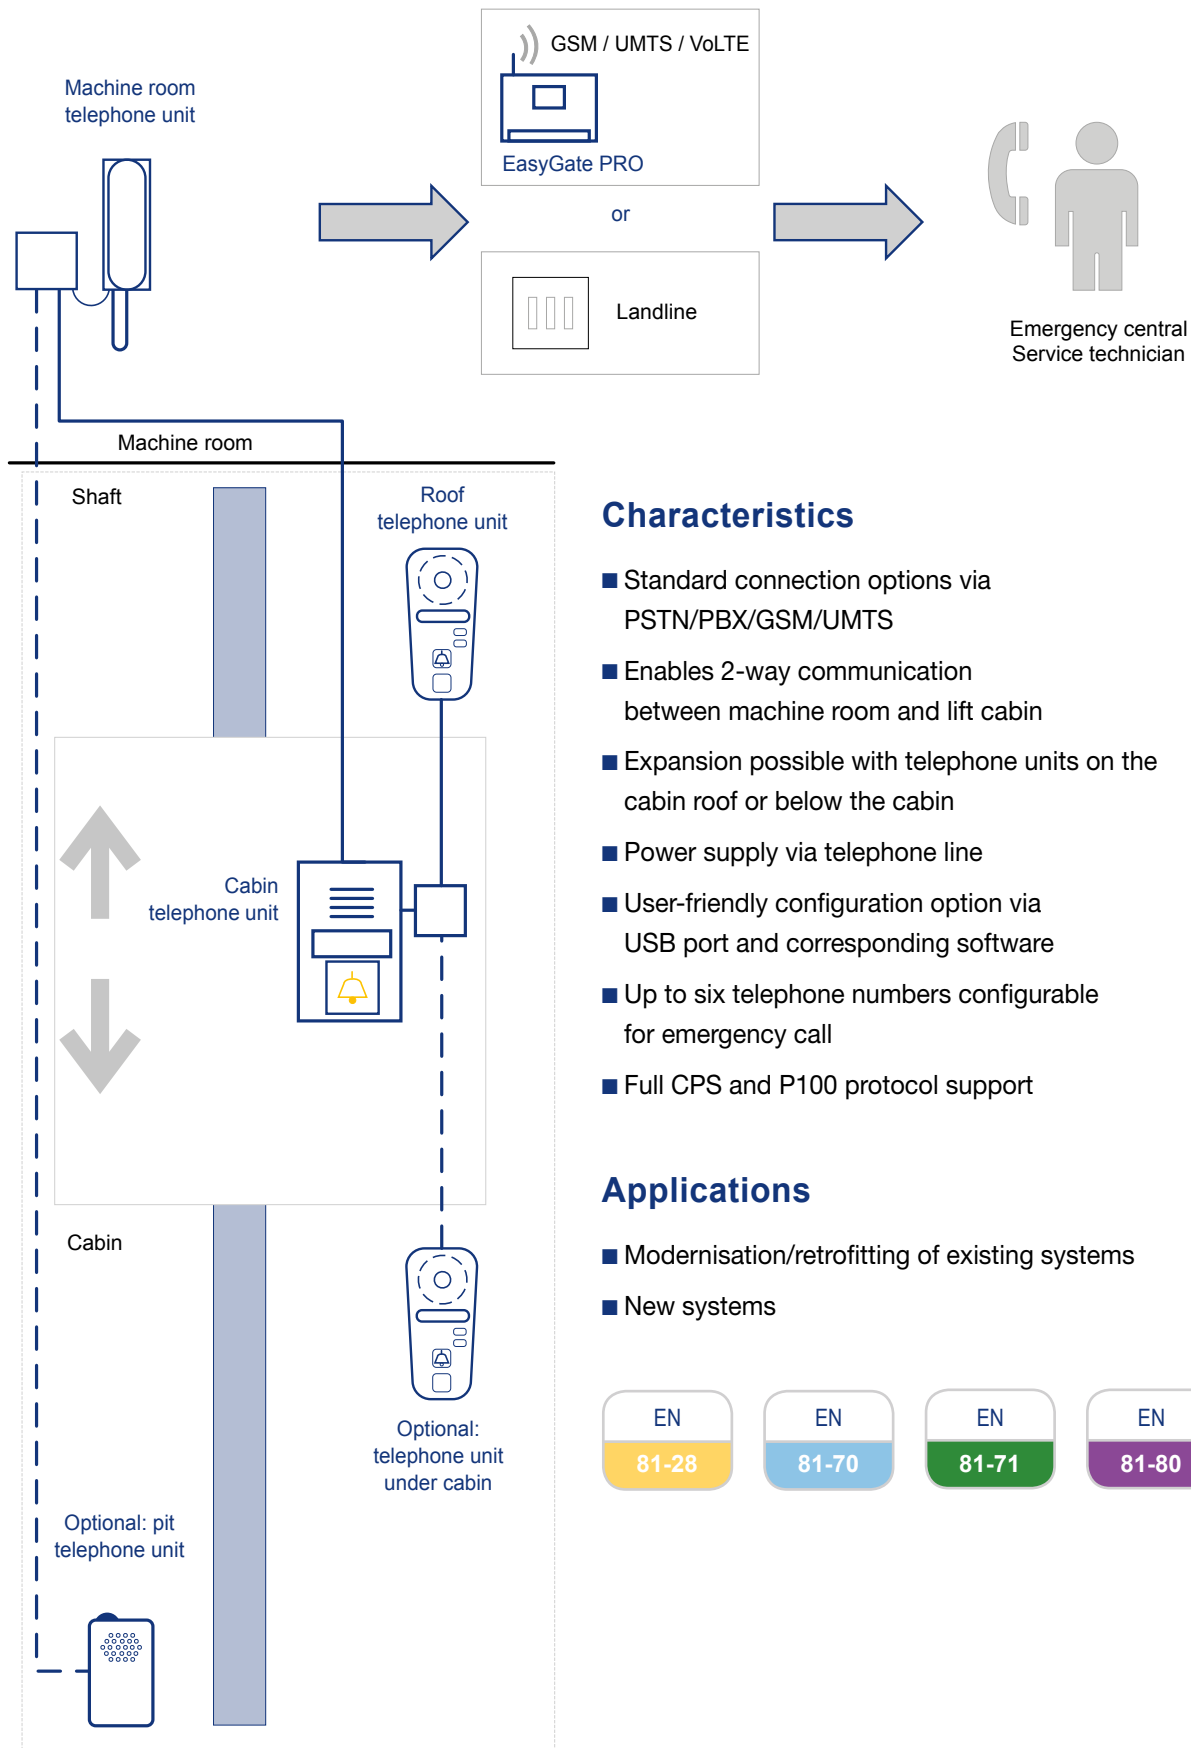 GSM / UMTS / VoLTE
Machine room
telephone unit
EasyGate PRO
or
Landline
Emergency central
Service technician
Machine room
Shaft
Roof
telephone unit
Cabin
telephone unit
Cabin
Optional:
telephone unit
under cabin
Optional: pit
telephone unit
Characteristics
■ Standard connection options via
PSTN/PBX/GSM/UMTS
■ Enables 2-way communication
between machine room and lift cabin
■ Expansion possible with telephone units on the
cabin roof or below the cabin
■ Power supply via telephone line
■ User-friendly configuration option via
USB port and corresponding software
■ Up to six telephone numbers configurable
for emergency call
■ Full CPS and P100 protocol support
Applications
■ Modernisation/retrofitting of existing systems
■ New systems
EN
81-28
EN
81-70
EN
81-71
EN
81-80